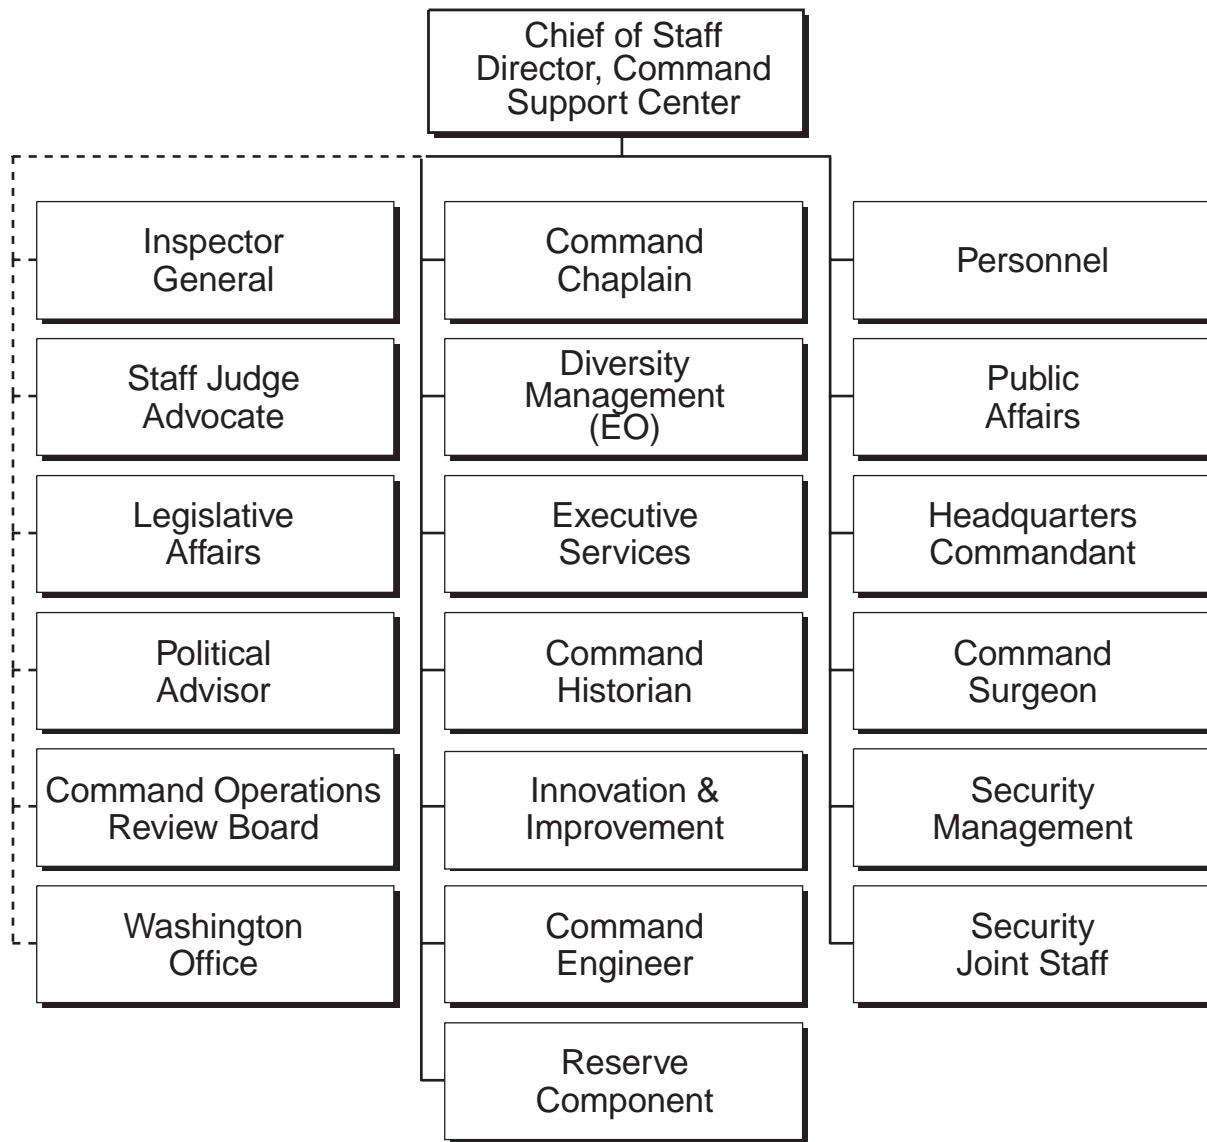 Chief of Staff
Director, Command
Support Center
Inspector
General
Command
Chaplain
Personnel
Staff Judge
Advocate
Diversity
Management
(EO)
Public
Affairs
Legislative
Affairs
Executive
Services
Headquarters
Commandant
Political
Advisor
Command
Historian
Command
Surgeon
Command Operations
Review Board
Innovation &
Improvement
Security
Management
Washington
Office
Command
Engineer
Security
Joint Staff
Reserve
Component